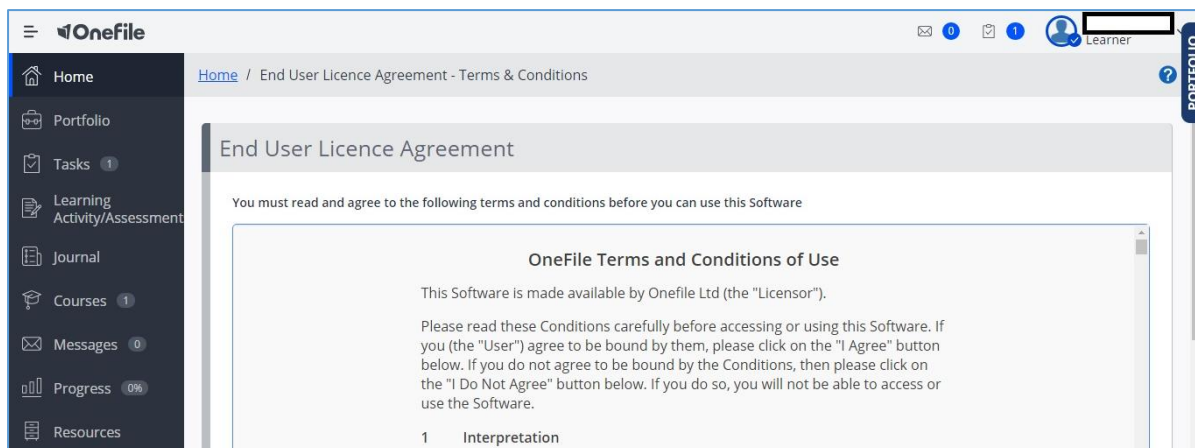 Onefile
0
1
Learner
PORTFOLIO
Home
Home / End User Licence Agreement - Terms & Conditions
Portfolio
Tasks 1
Learning
Activity/Assessment
Journal
Courses 1
Messages 0
Progress 0%
Resources
End User Licence Agreement
You must read and agree to the following terms and conditions before you can use this Software
OneFile Terms and Conditions of Use
This Software is made available by Onefile Ltd (the "Licensor").
Please read these Conditions carefully before accessing or using this Software. If
you (the "User") agree to be bound by them, please click on the "I Agree" button
below. If you do not agree to be bound by the Conditions, then please click on
the "I Do Not Agree" button below. If you do so, you will not be able to access or
use the Software.
1 Interpretation